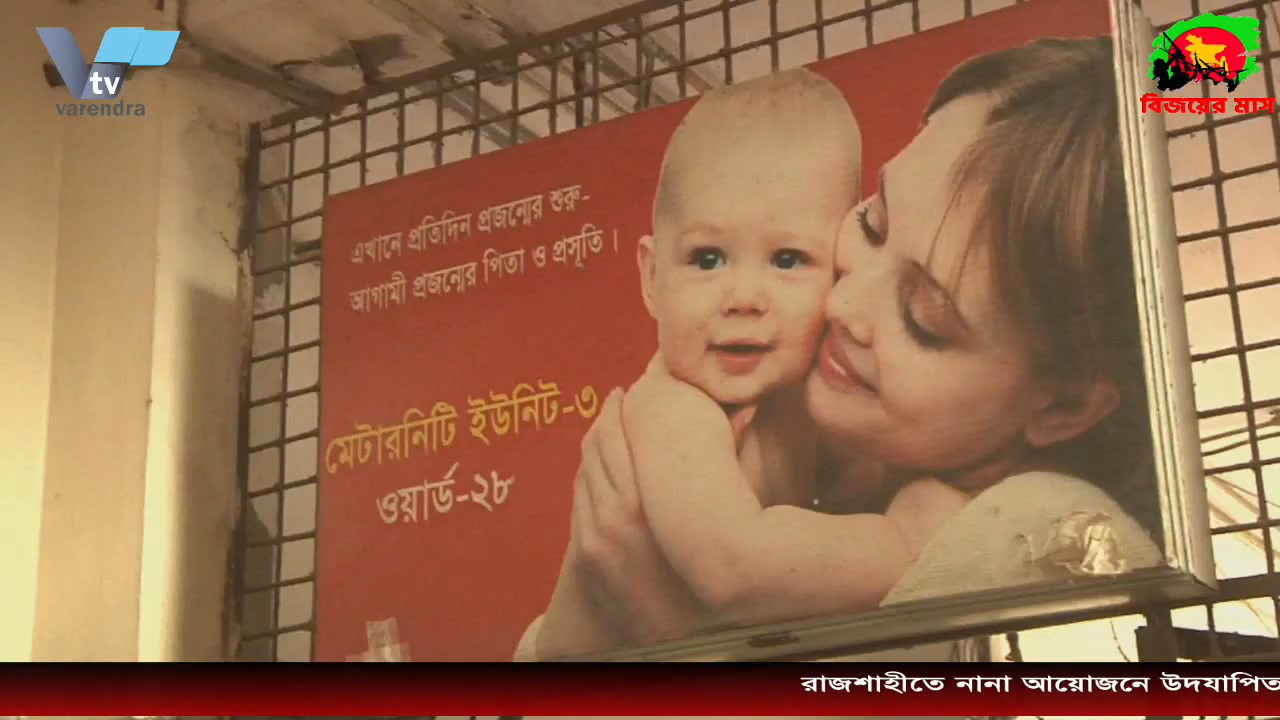 tv
varendra
বিজয়ের মাস
এখানে প্রতিদিন প্রজন্মের শুরু-
আগামী প্রজন্মের পিতা ও প্রসূতি ।
মেটারনিটি ইউনিট-৩
ওয়ার্ড-২৮
রাজশাহীতে নানা আয়োজনে উদযাপিত